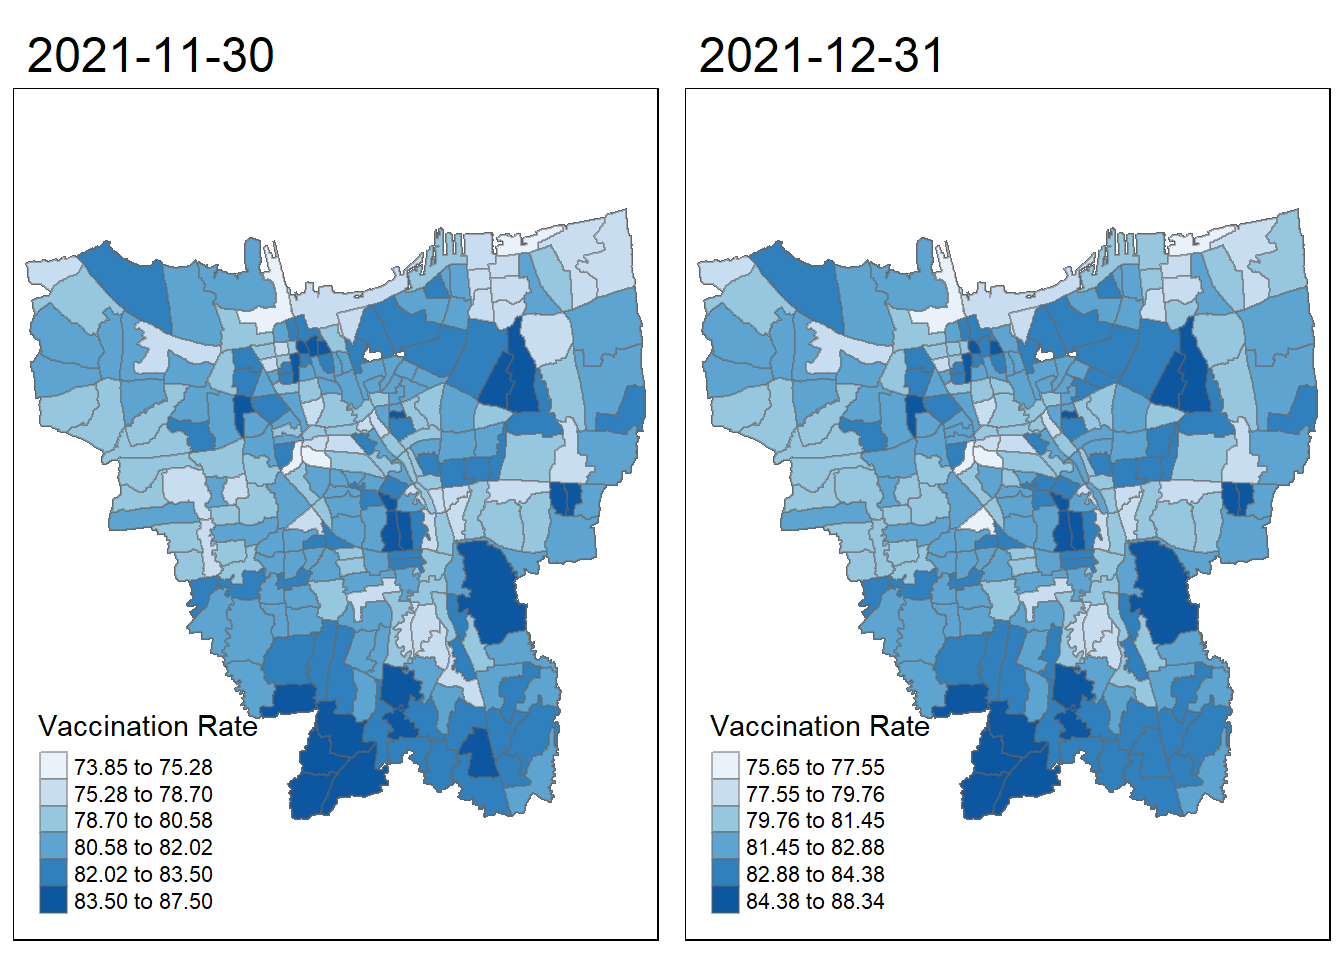 2021-11-30
Vaccination Rate
73.85 to 75.28
75.28 to 78.70
78.70 to 80.58
80.58 to 82.02
82.02 to 83.50
83.50 to 87.50
2021-12-31
Vaccination Rate
75.65 to 77.55
77.55 to 79.76
79.76 to 81.45
81.45 to 82.88
82.88 to 84.38
84.38 to 88.34